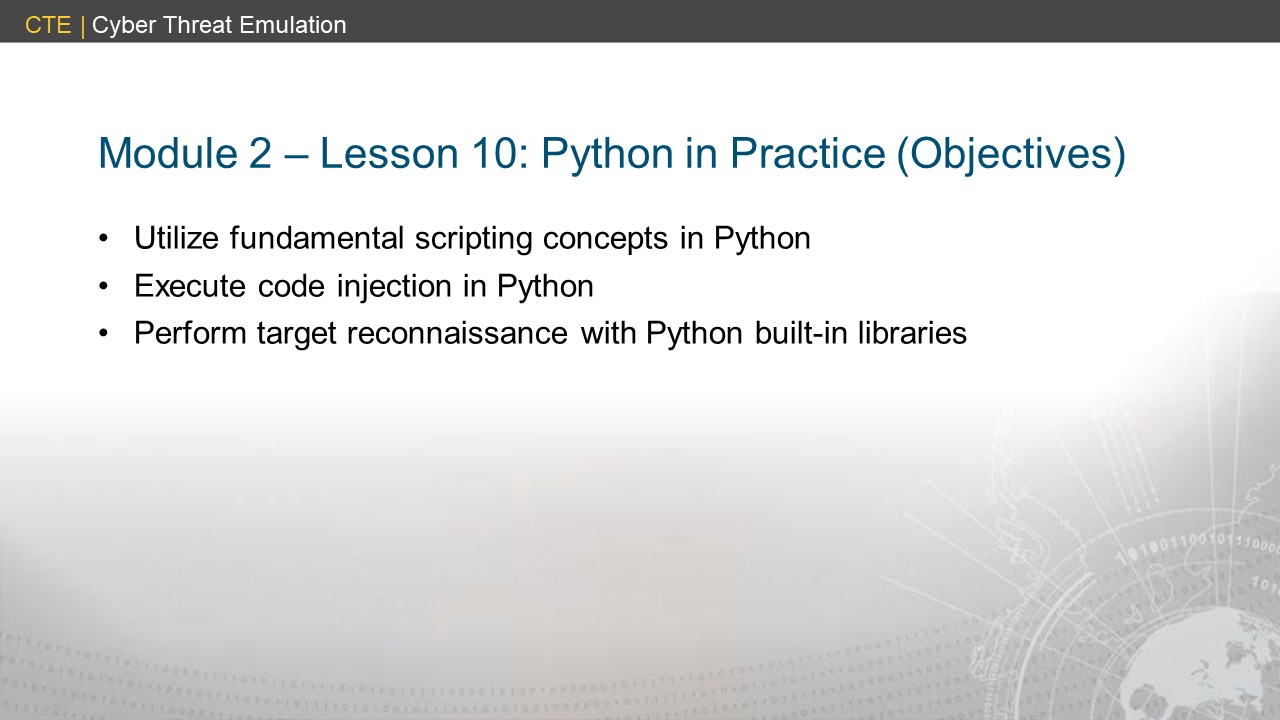 CTE | Cyber Threat Emulation
Module 2 – Lesson 10: Python in Practice (Objectives)
• Utilize fundamental scripting concepts in Python
• Execute code injection in Python
• Perform target reconnaissance with Python built-in libraries